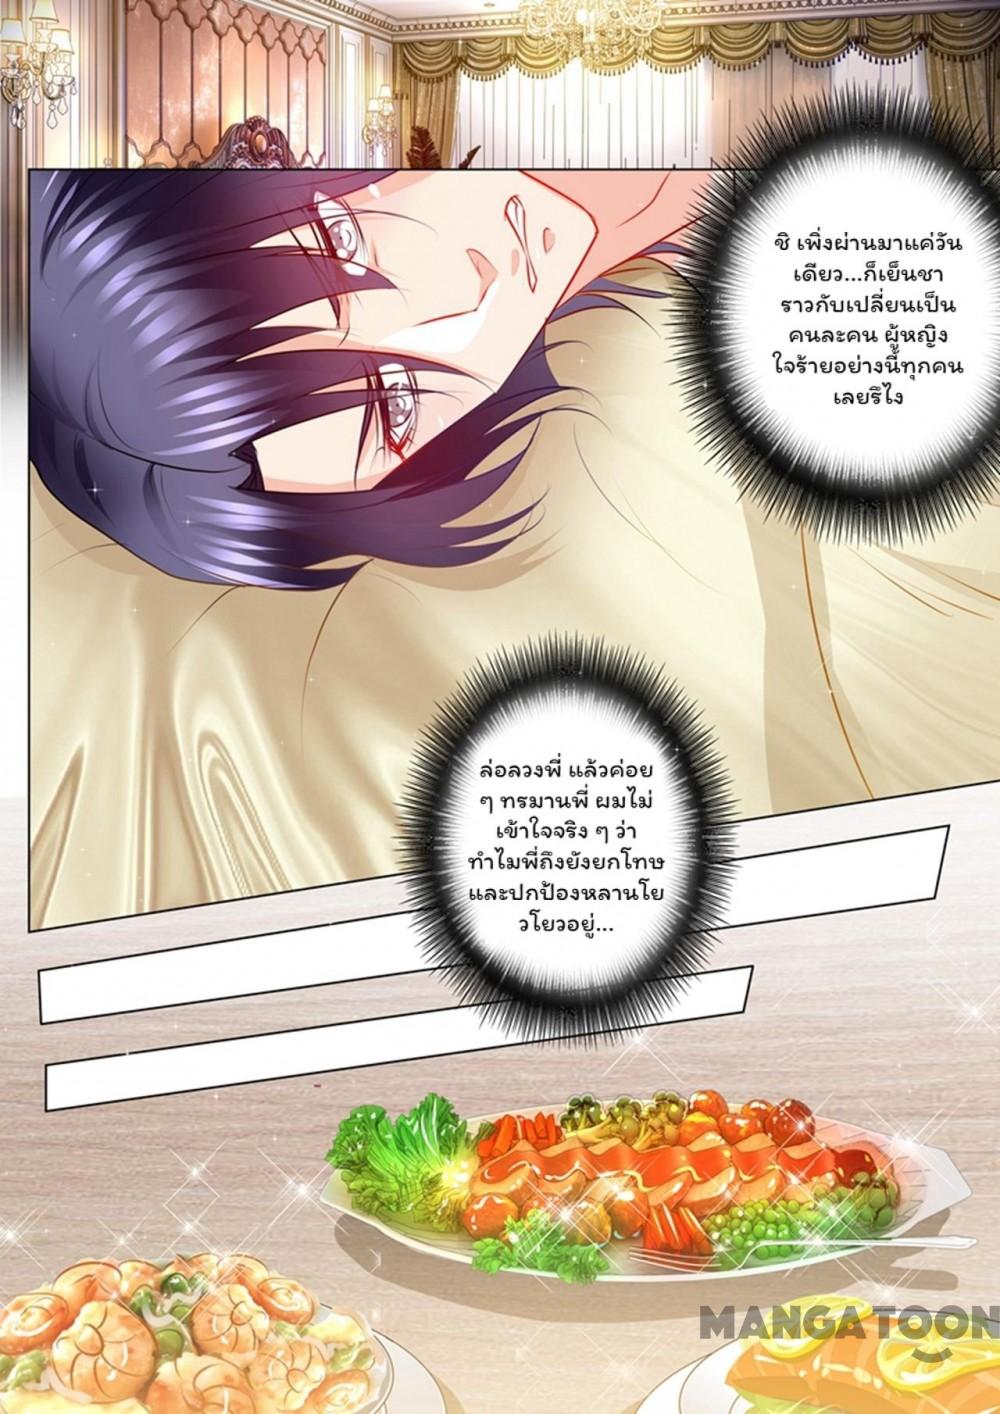 ชิ เพิ่งผ่านมาแค่วัน
เดียว...ก็เย็นชา
ราวกับเปลี่ยนเป็น
คนละคน ผู้หญิง
ใจร้ายอย่างนี้ทุกคน
เลยรึไง
ล่อลวงพี่ แล้วค่อย
ๆ ทรมานพี่ ผมไม่
เข้าใจจริง ๆ ว่า
ทำไมพี่ถึงยังยกโทษ
และปกป้องหลานโย
วโยวอยู่...
MANGATOON